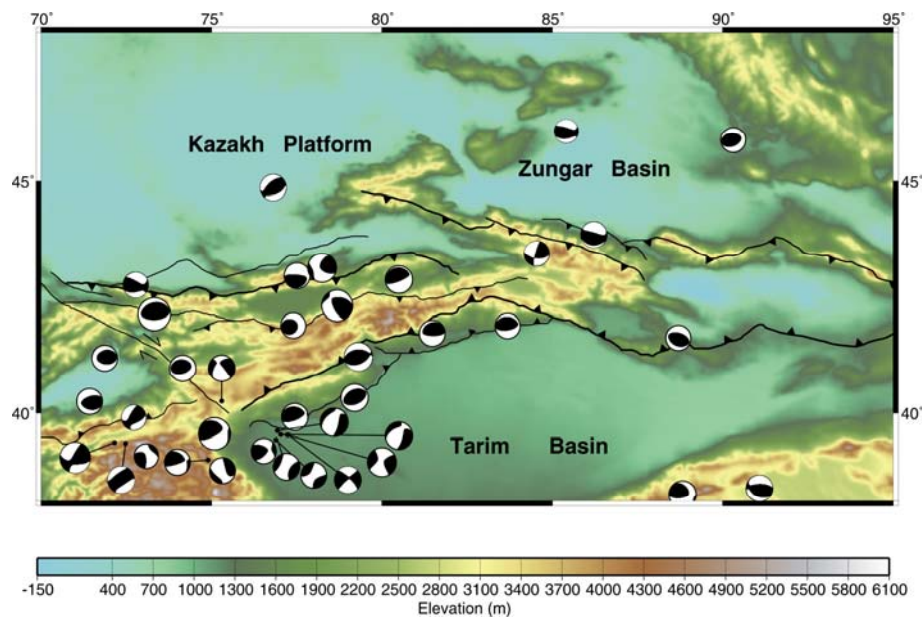 70° 75° 80° 85° 90° 95°
Kazakh Platform
Zungar Basin
45° 45°
40° 40°
Tarim Basin
-150 400 700 1000 1300 1600 1900 2200 2500 2800 3100 3400 3700 4000 4300 4600 4900 5200 5500 5800 6100
Elevation (m)